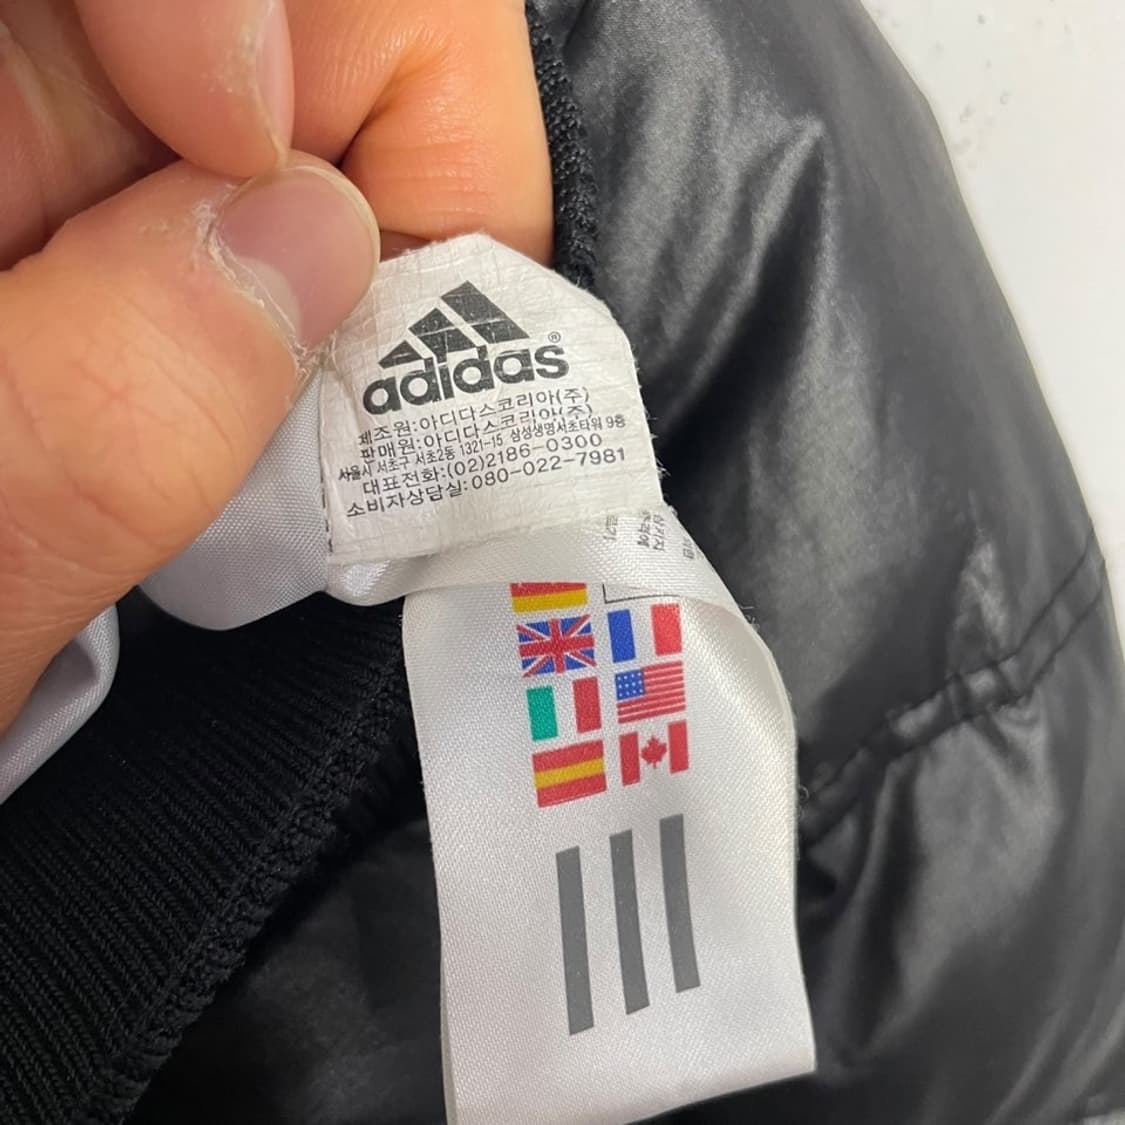 adidas®
제조원:아디다스코리아(주)
판매원:아디다스코리아(주)
서울시 서초구 서초2동 1321-15 삼성생명서초타워 9층
대표전화:(02)2186-0300
소비자상담실:080-022-7981